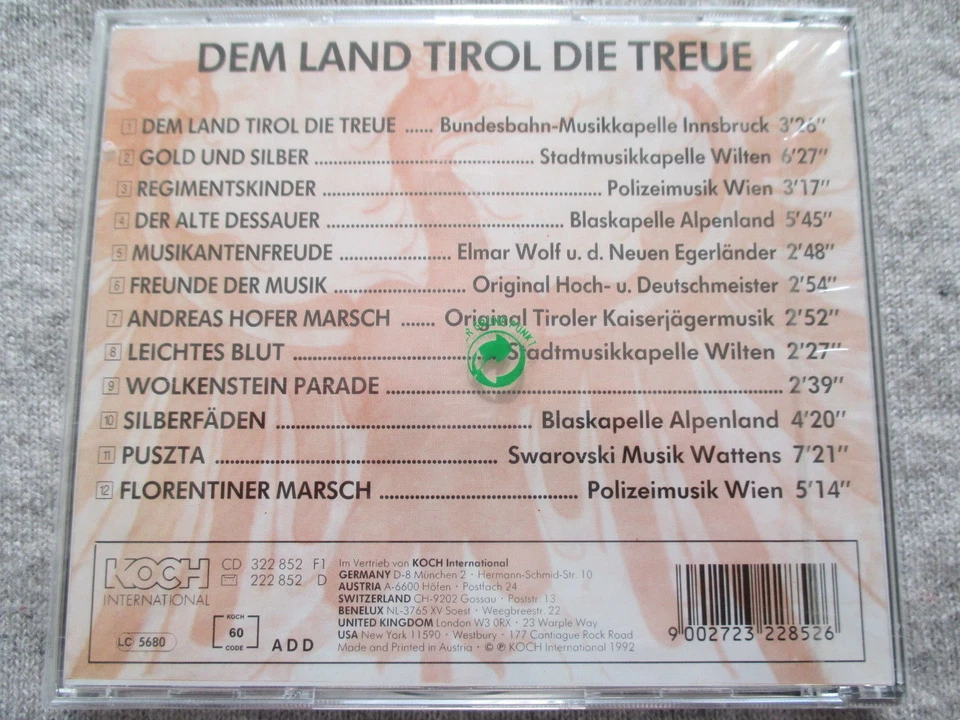 DEM LAND TIROL DIE TREUE
1 DEM LAND TIROL DIE TREUE ...... Bundesbahn-Musikkapelle Innsbruck 3'26"
2 GOLD UND SILBER ........ Stadtmusikkapelle Wilten 6'27"
3 REGIMENTSKINDER ........ Polizeimusik Wien 3'17"
4 DER ALTE DESSAUER ........ Blaskapelle Alpenland 5'45"
5 MUSIKANTENFREUDE ........ Elmar Wolf u. d. Neuen Egerländer 2'48"
6 FREUNDE DER MUSIK ........ Original Hoch- u. Deutschmeister 2'54"
7 ANDREAS HOFER MARSCH ...... Original Tiroler Kaiserjägermusik 2'52"
8 LEICHTES BLUT ........ Stadtmusikkapelle Wilten 2'27"
9 WOLKENSTEIN PARADE ........ 2'39"
10 SILBERFÄDEN ........ Blaskapelle Alpenland 4'20"
11 PUSZTA ........ Swarovski Musik Wattens 7'21"
12 FLORENTINER MARSCH ........ Polizeimusik Wien 5'14"
KOCH
INTERNATIONAL
CD 322 852 F1
222 852 D
LC 5680
KOCH
60
CODE
ADD
Im Vertrieb von KOCH International
GERMANY D-8 München 2 · Hermann-Schmid-Str. 10
AUSTRIA A-6600 Höfen · Postfach 24
SWITZERLAND CH-9202 Gossau · Poststr. 13
BENELUX NL-3765 XV Soest · Weegbreestr. 22
UNITED KINGDOM London W3 0RX · 23 Warple Way
USA New York 11590 · Westbury · 177 Cantiague Rock Road
Made and Printed in Austria · © ℗ KOCH International 1992
9 002723 228526